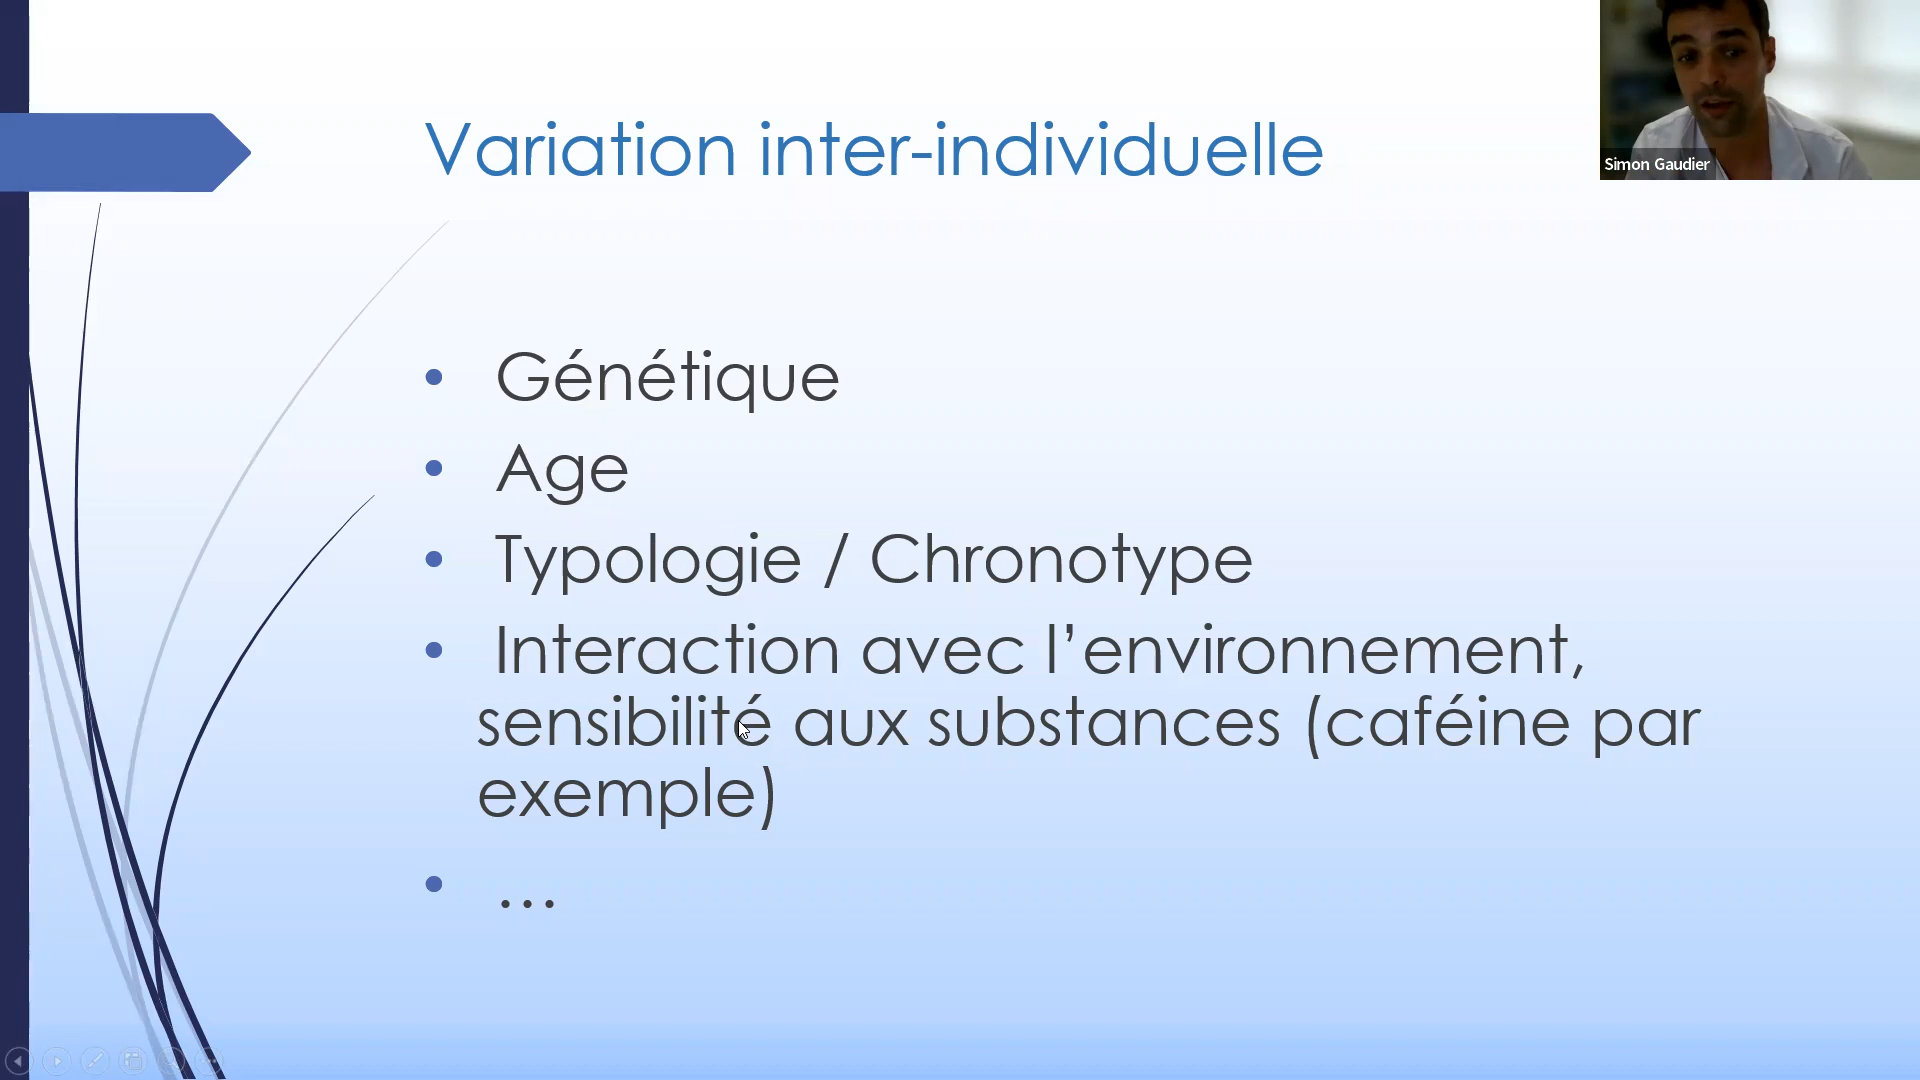 Variation inter-individuelle
Simon Gaudier
• Génétique
• Age
• Typologie / Chronotype
• Interaction avec l’environnement,
sensibilité aux substances (caféine par
exemple)
• …